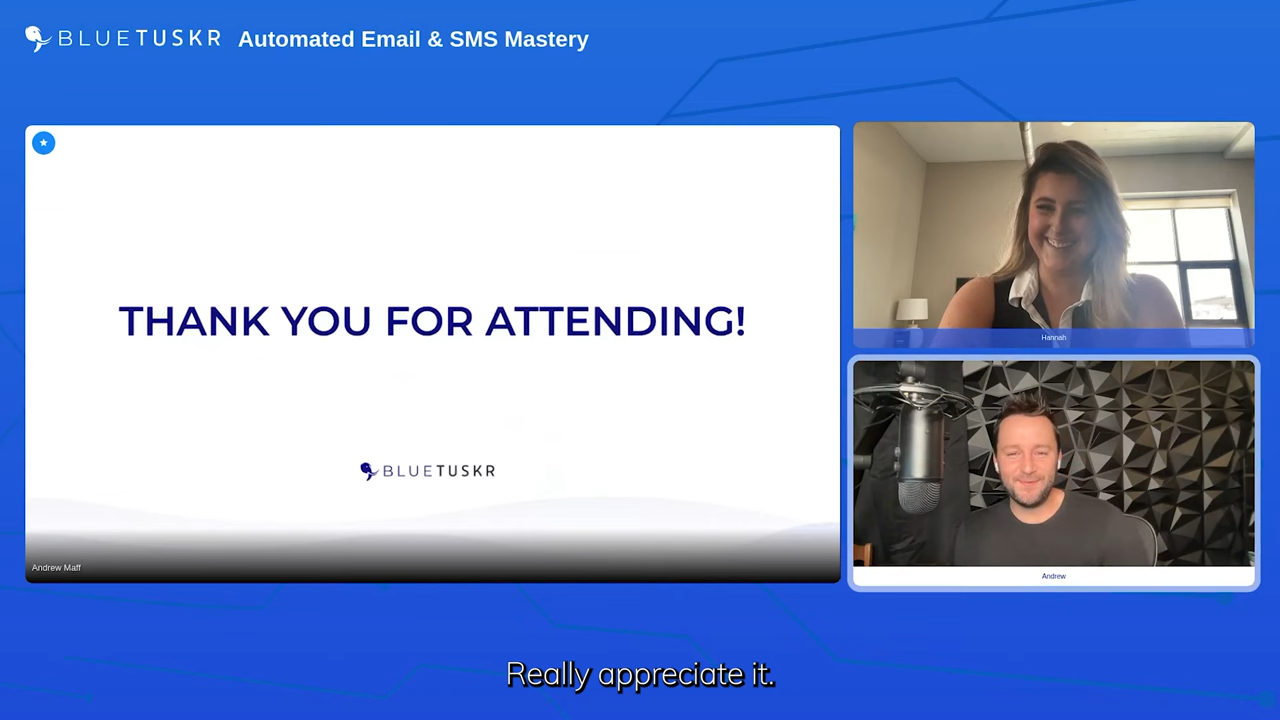 BLUETUSKR Automated Email & SMS Mastery
THANK YOU FOR ATTENDING!
BLUETUSKR
Andrew Maff
Hannah
Andrew
Really appreciate it.